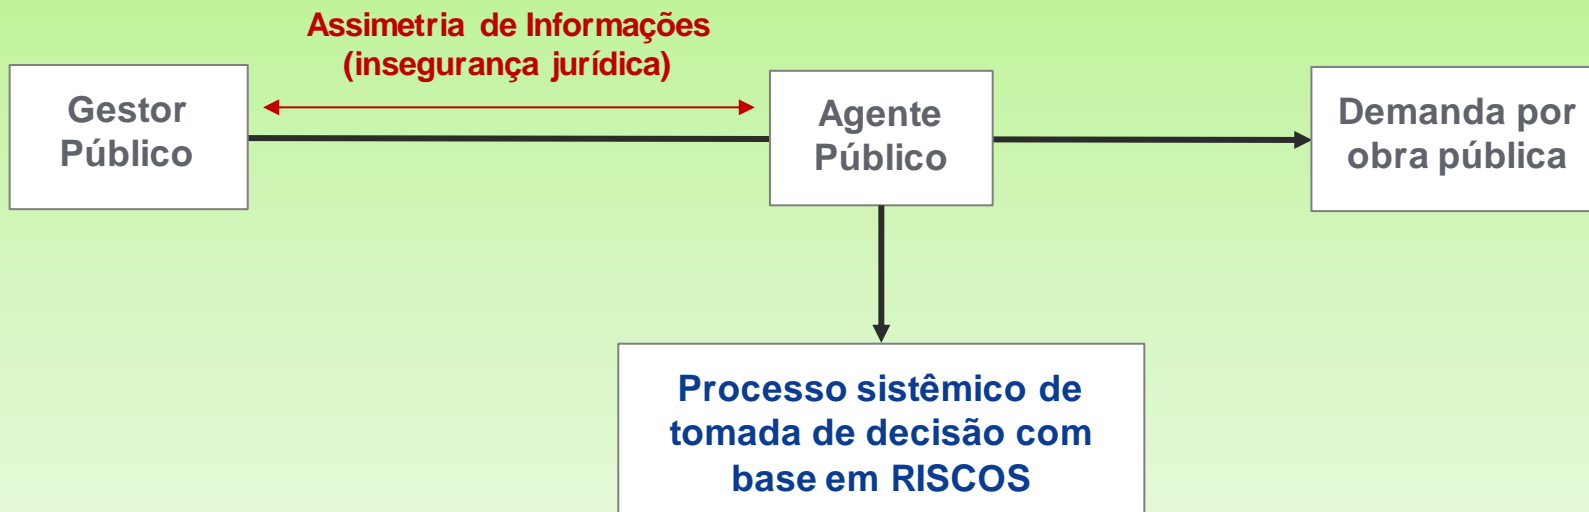 Assimetria de Informações
(insegurança jurídica)
Gestor
Público
Agente
Público
Demanda por
obra pública
Processo sistêmico de
tomada de decisão com
base em RISCOS